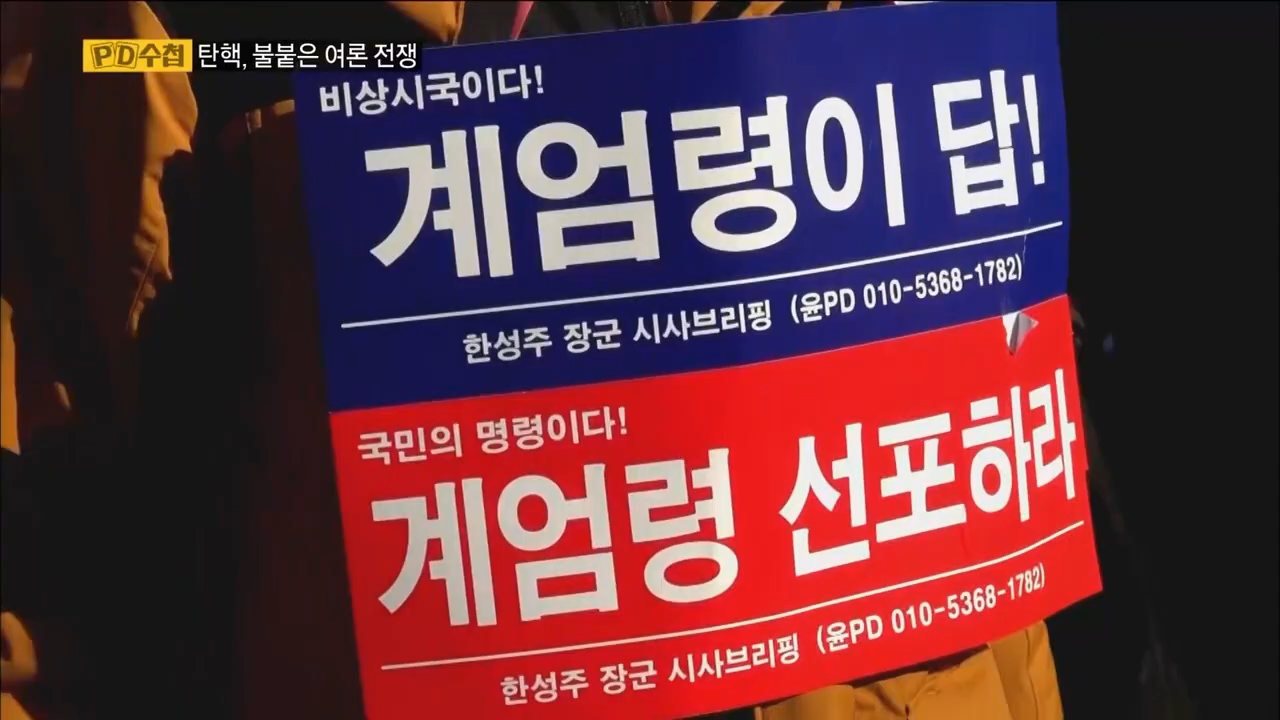 PD수첩 탄핵, 불붙은 여론 전쟁
비상시국이다!
계엄령이 답!
한성주 장군 시사브리핑 (윤PD 010-5368-1782)
국민의 명령이다!
계엄령 선포하라
한성주 장군 시사브리핑 (윤PD 010-5368-1782)